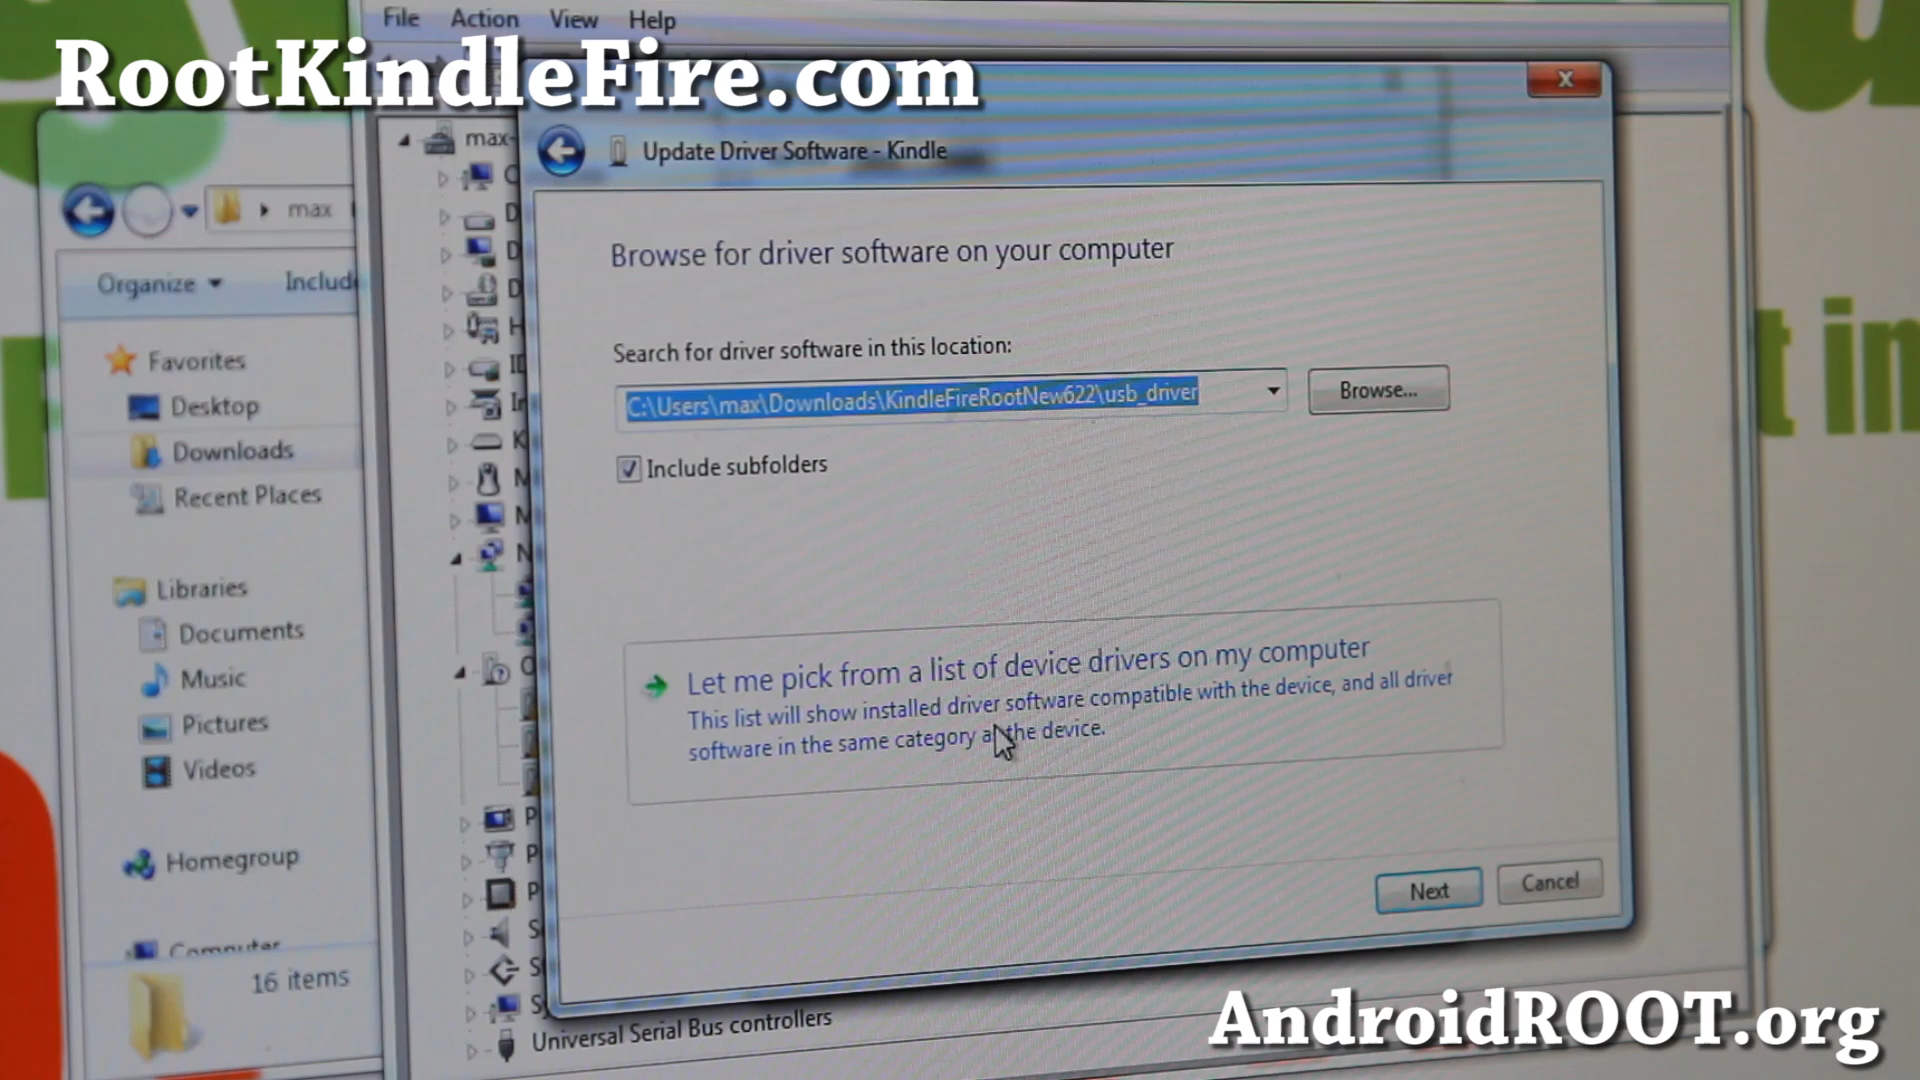 File Action View Help
RootKindleFire.com
max-
Update Driver Software - Kindle
max
Browse for driver software on your computer
Organize
Search for driver software in this location:
C:\Users\max\Downloads\KindleFireRootNew622\usb_driver
Browse...
Include subfolders
Favorites
Desktop
Downloads
Recent Places
Libraries
Documents
Music
Pictures
Videos
Homegroup
Computer
16 items
Let me pick from a list of device drivers on my computer
This list will show installed driver software compatible with the device, and all driver
software in the same category as the device.
Next Cancel
Universal Serial Bus controllers
t in
AndroidROOT.org